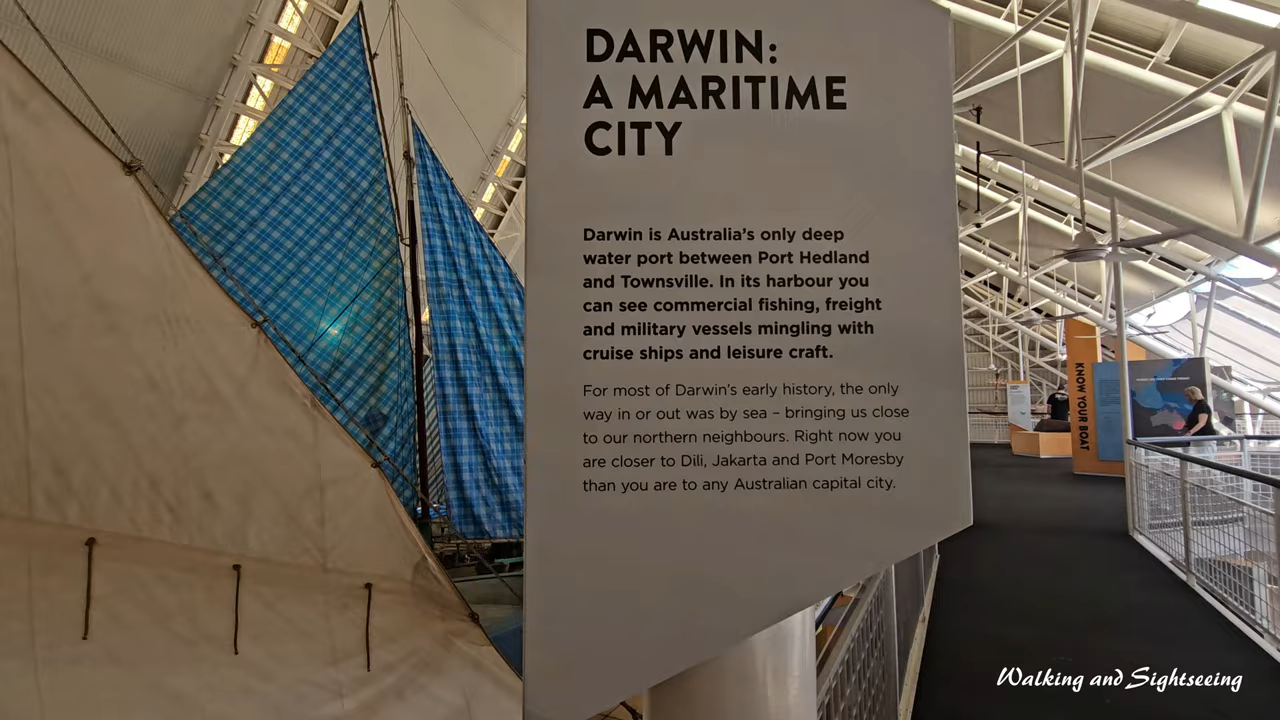 DARWIN:
A MARITIME
CITY
Darwin is Australia's only deep
water port between Port Hedland
and Townsville. In its harbour you
can see commercial fishing, freight
and military vessels mingling with
cruise ships and leisure craft.
For most of Darwin's early history, the only
way in or out was by sea – bringing us close
to our northern neighbours. Right now you
are closer to Dili, Jakarta and Port Moresby
than you are to any Australian capital city.
KNOW YOUR BOAT
Walking and Sightseeing